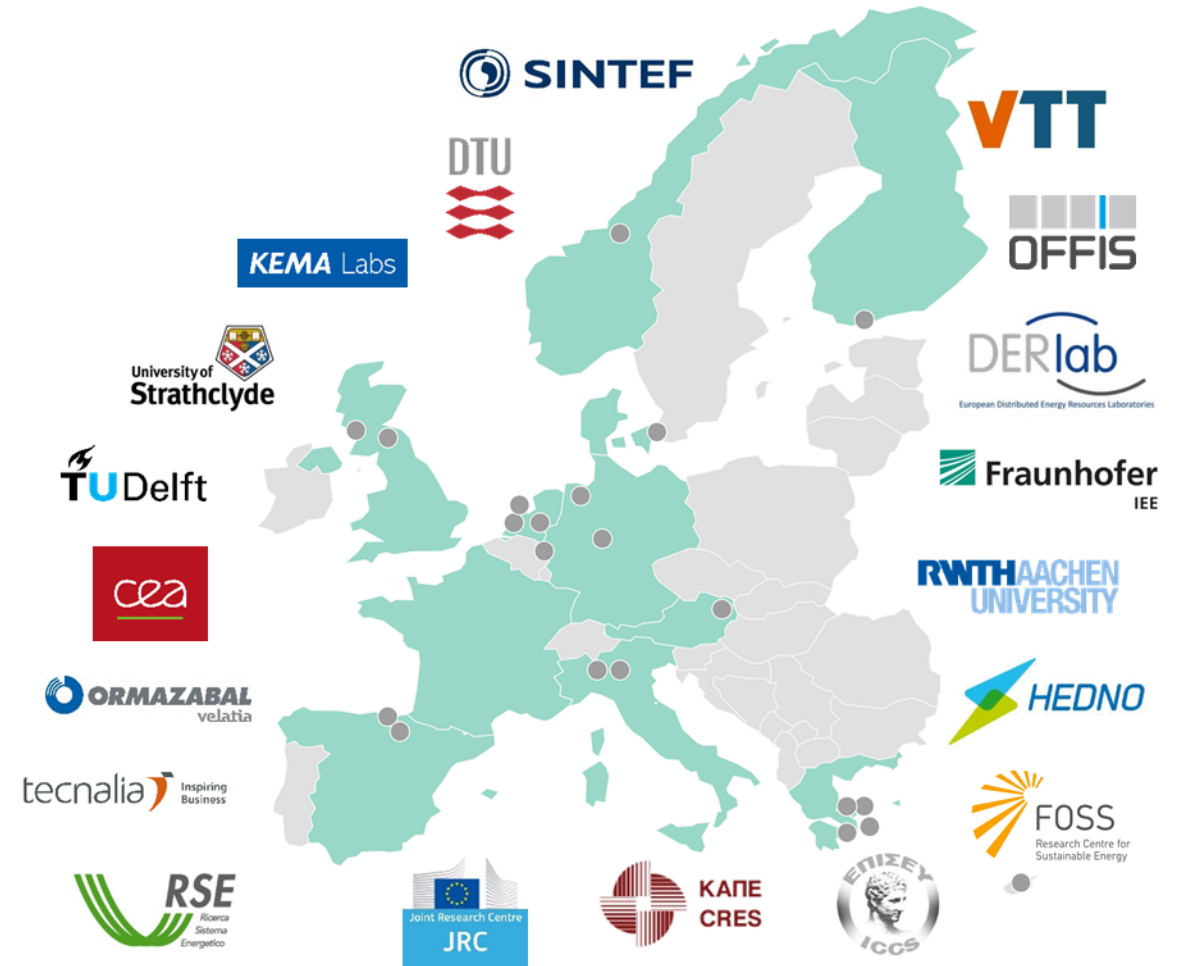 SINTEF
VTT
DTU
OFFIS
KEMA Labs
University of
Strathclyde
DERlab
European Distributed Energy Resources Laboratories
TU Delft
Fraunhofer
IEE
cea
RWTHAACHEN
UNIVERSITY
ORMAZABAL
velatia
HEDNO
tecnalia
Inspiring
Business
FOSS
Research Centre for
Sustainable Energy
RSE
Ricerca
Sistema
Energetico
Joint Research Centre
JRC
ΚΑΠΕ
CRES
ΕΠΙΣΕΥ
ICCS